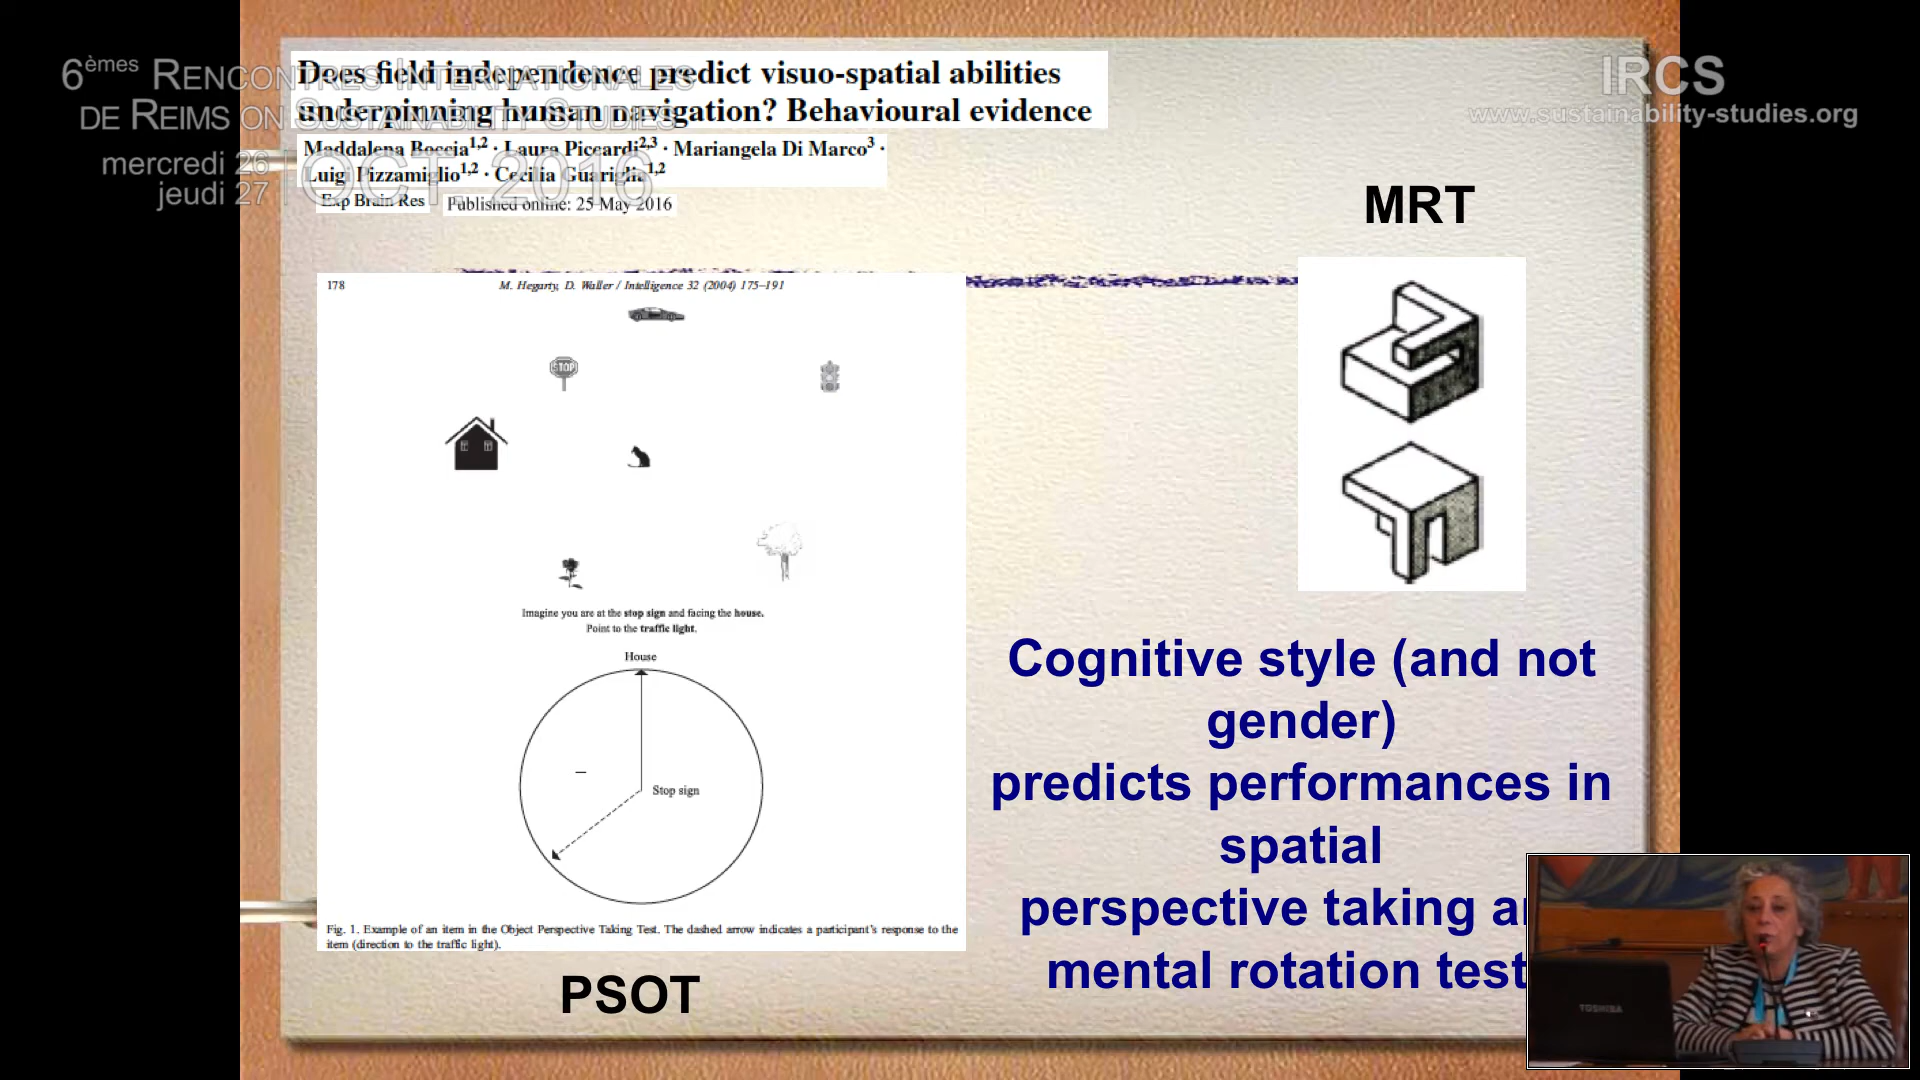 6èmes RENCONTRES INTERNATIONALES
DE REIMS ON SUSTAINABILITY STUDIES
mercredi 26
jeudi 27
OCT 2016
IRCS
www.sustainability-studies.org
Does field independence predict visuo-spatial abilities
underpinning human navigation? Behavioural evidence
Maddalena Boccia1,2 · Laura Piccardi2,3 · Mariangela Di Marco3 ·
Luigi Pizzamiglio1,2 · Cecilia Guariglia1,2
Exp Brain Res
Published online: 25 May 2016
MRT
178
M. Hegarty, D. Waller / Intelligence 32 (2004) 175–191
STOP
Imagine you are at the stop sign and facing the house.
Point to the traffic light.
House
Stop sign
Fig. 1. Example of an item in the Object Perspective Taking Test. The dashed arrow indicates a participant's response to the
item (direction to the traffic light).
PSOT
Cognitive style (and not
gender)
predicts performances in
spatial
perspective taking
mental rotation test
TOSHIBA